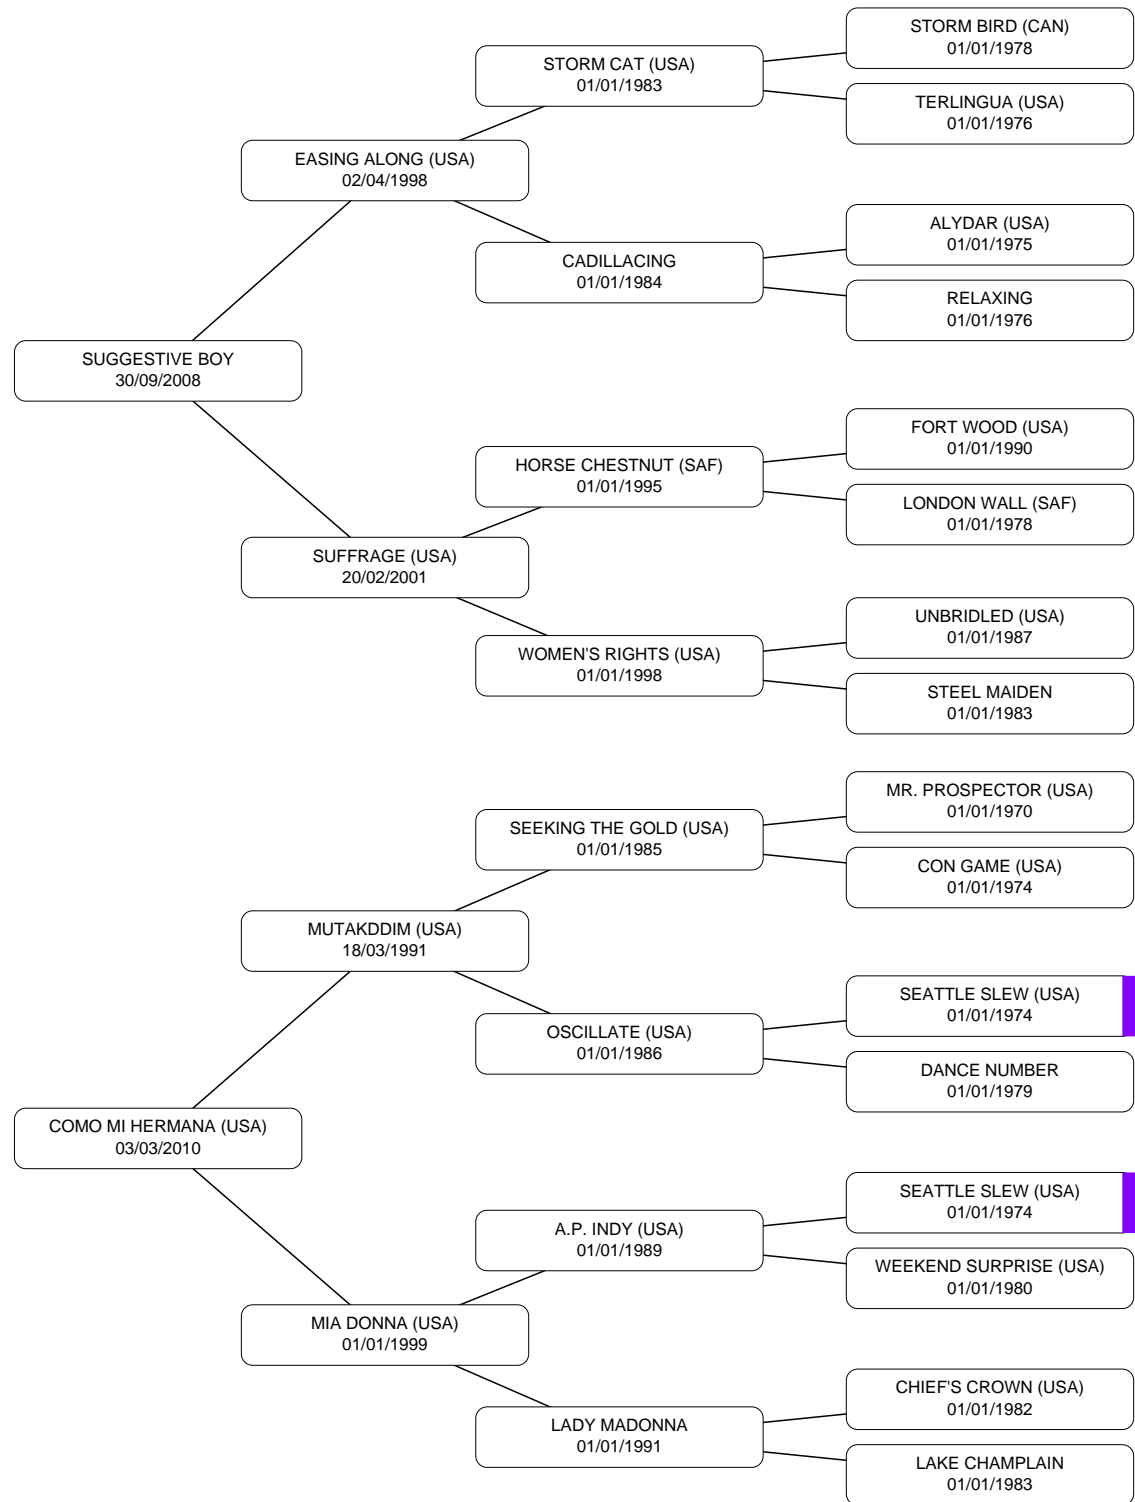 STORM BIRD (CAN)
01/01/1978
STORM CAT (USA)
01/01/1983
TERLINGUA (USA)
01/01/1976
EASING ALONG (USA)
02/04/1998
ALYDAR (USA)
01/01/1975
CADILLACING
01/01/1984
RELAXING
01/01/1976
SUGGESTIVE BOY
30/09/2008
FORT WOOD (USA)
01/01/1990
HORSE CHESTNUT (SAF)
01/01/1995
LONDON WALL (SAF)
01/01/1978
SUFFRAGE (USA)
20/02/2001
UNBRIDLED (USA)
01/01/1987
WOMEN'S RIGHTS (USA)
01/01/1998
STEEL MAIDEN
01/01/1983
MR. PROSPECTOR (USA)
01/01/1970
SEEKING THE GOLD (USA)
01/01/1985
CON GAME (USA)
01/01/1974
MUTAKDDIM (USA)
18/03/1991
SEATTLE SLEW (USA)
01/01/1974
OSCILLATE (USA)
01/01/1986
DANCE NUMBER
01/01/1979
COMO MI HERMANA (USA)
03/03/2010
SEATTLE SLEW (USA)
01/01/1974
A.P. INDY (USA)
01/01/1989
WEEKEND SURPRISE (USA)
01/01/1980
MIA DONNA (USA)
01/01/1999
CHIEF'S CROWN (USA)
01/01/1982
LADY MADONNA
01/01/1991
LAKE CHAMPLAIN
01/01/1983